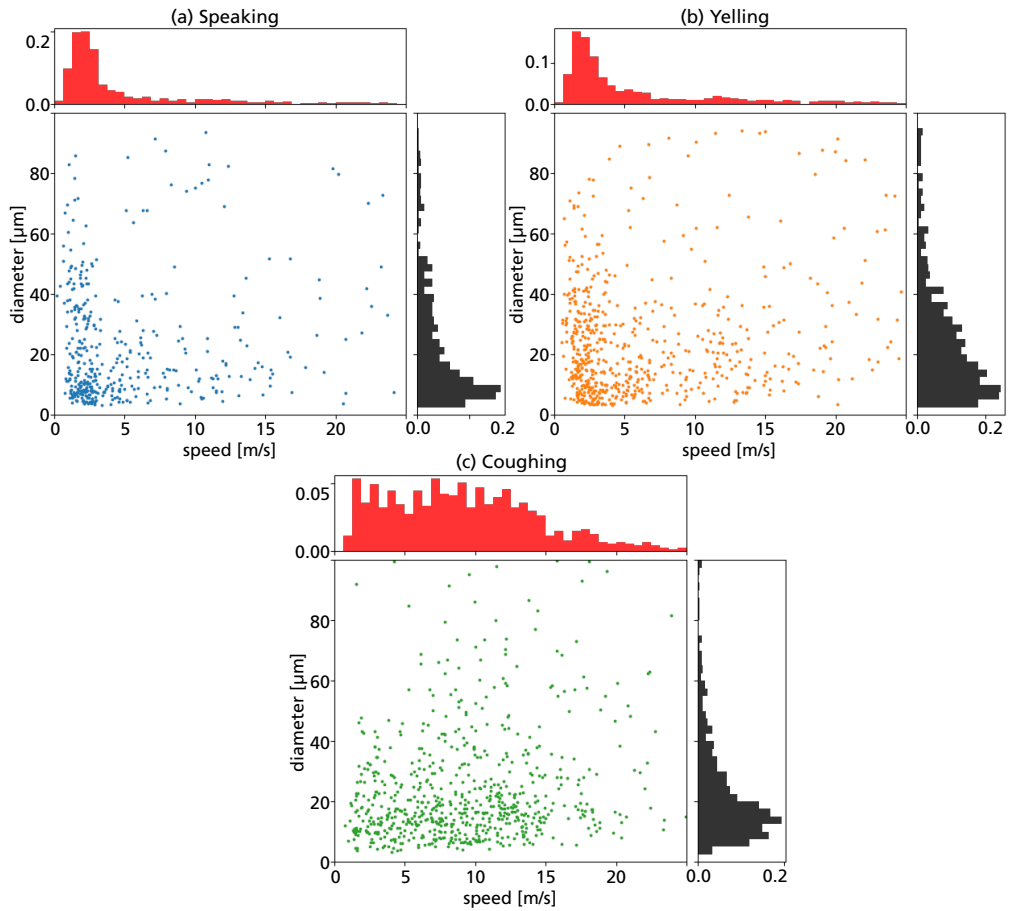 (a) Speaking
0.2
0.0
diameter [µm]
80
60
40
20
0
0 5 10 15 20
speed [m/s]
0.0 0.2
(b) Yelling
0.1
0.0
diameter [µm]
80
60
40
20
0
0 5 10 15 20
speed [m/s]
0.0 0.2
(c) Coughing
0.05
0.00
diameter [µm]
80
60
40
20
0
0 5 10 15 20
speed [m/s]
0.0 0.2